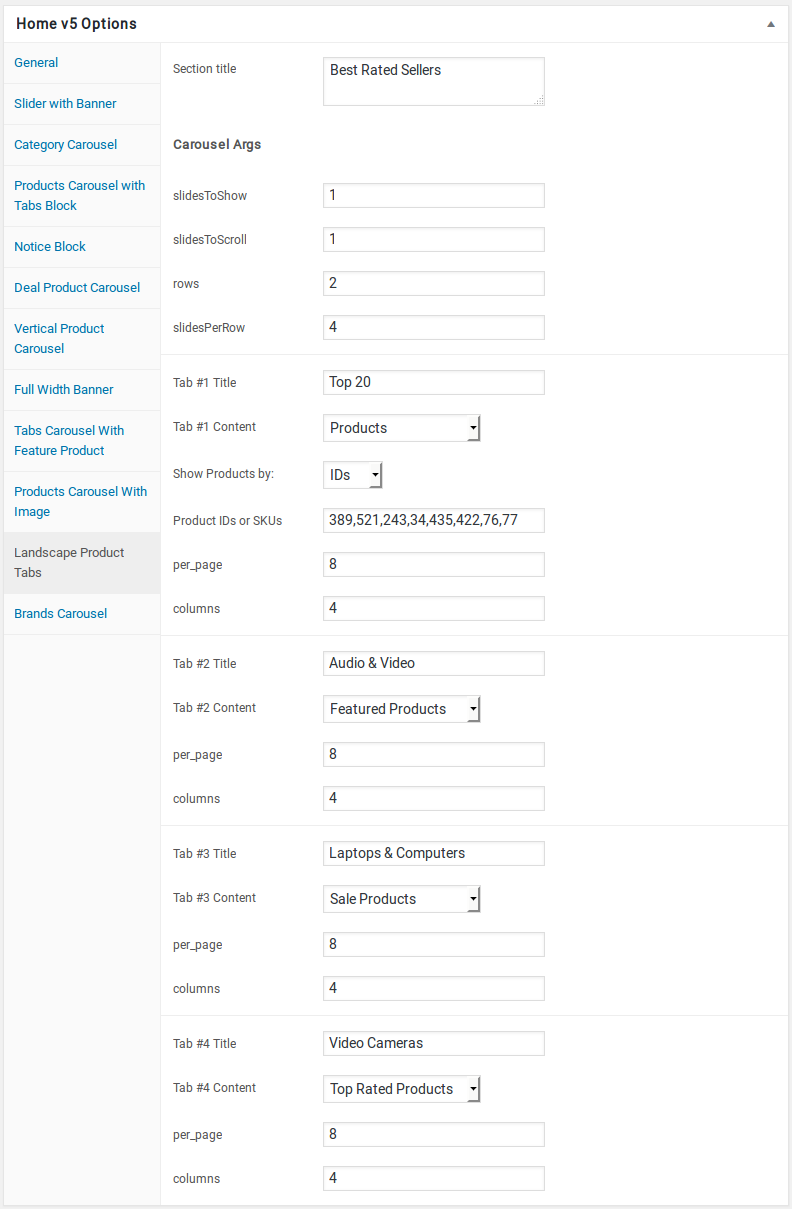 Home v5 Options
General
Slider with Banner
Category Carousel
Products Carousel with
Tabs Block
Notice Block
Deal Product Carousel
Vertical Product
Carousel
Full Width Banner
Tabs Carousel With
Feature Product
Products Carousel With
Image
Landscape Product
Tabs
Brands Carousel
Section title
Best Rated Sellers
Carousel Args
slidesToShow
1
slidesToScroll
1
rows
2
slidesPerRow
4
Tab #1 Title
Top 20
Tab #1 Content
Products
Show Products by:
IDs
Product IDs or SKUs
389,521,243,34,435,422,76,77
per_page
8
columns
4
Tab #2 Title
Audio & Video
Tab #2 Content
Featured Products
per_page
8
columns
4
Tab #3 Title
Laptops & Computers
Tab #3 Content
Sale Products
per_page
8
columns
4
Tab #4 Title
Video Cameras
Tab #4 Content
Top Rated Products
per_page
8
columns
4